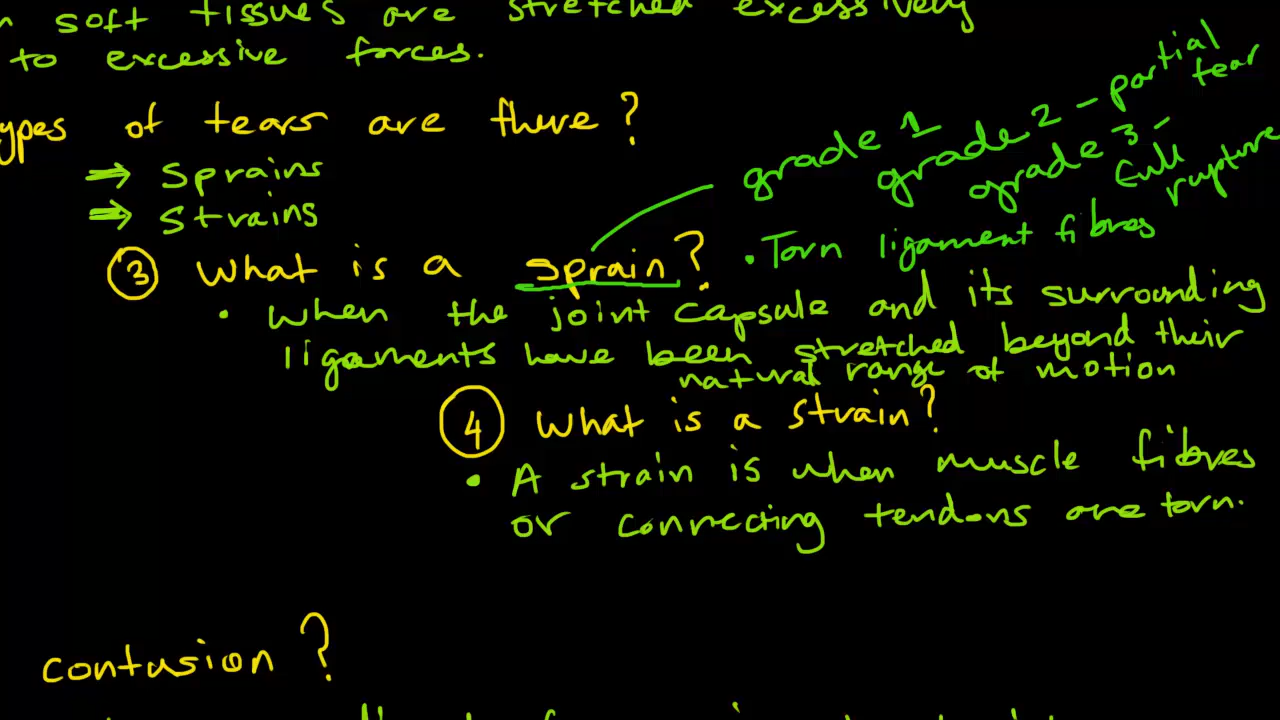 soft tissues are stretched excessively
to excessive forces.
ypes of tears are there?
⇒ Sprains
⇒ Strains
grade 1
grade 2 - partial tear
grade 3 - full rupture
③ What is a sprain?
• Torn ligament fibres
• When the joint capsule and its surrounding
ligaments have been stretched beyond their
natural range of motion
④ What is a strain?
• A strain is when muscle fibres
or connecting tendons are torn.
contusion?